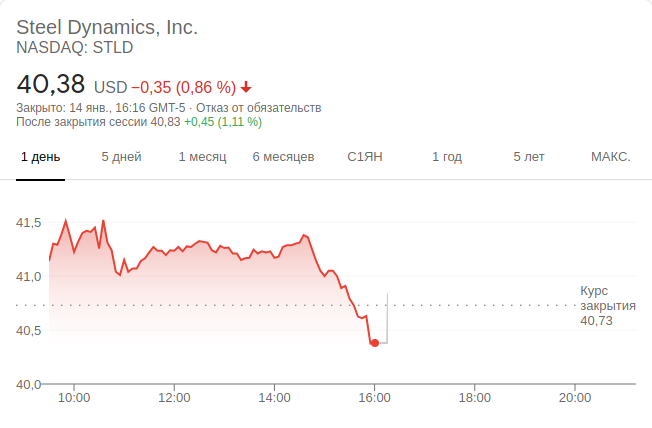 Steel Dynamics, Inc.
NASDAQ: STLD
40,38 USD −0,35 (0,86 %)
Закрыто: 14 янв., 16:16 GMT-5 · Отказ от обязательств
После закрытия сессии 40,83 +0,45 (1,11 %)
1 день 5 дней 1 месяц 6 месяцев С1ЯН 1 год 5 лет МАКС.
41,5
41,0
Курс
закрытия
40,73
40,5
40,0
10:00 12:00 14:00 16:00 18:00 20:00